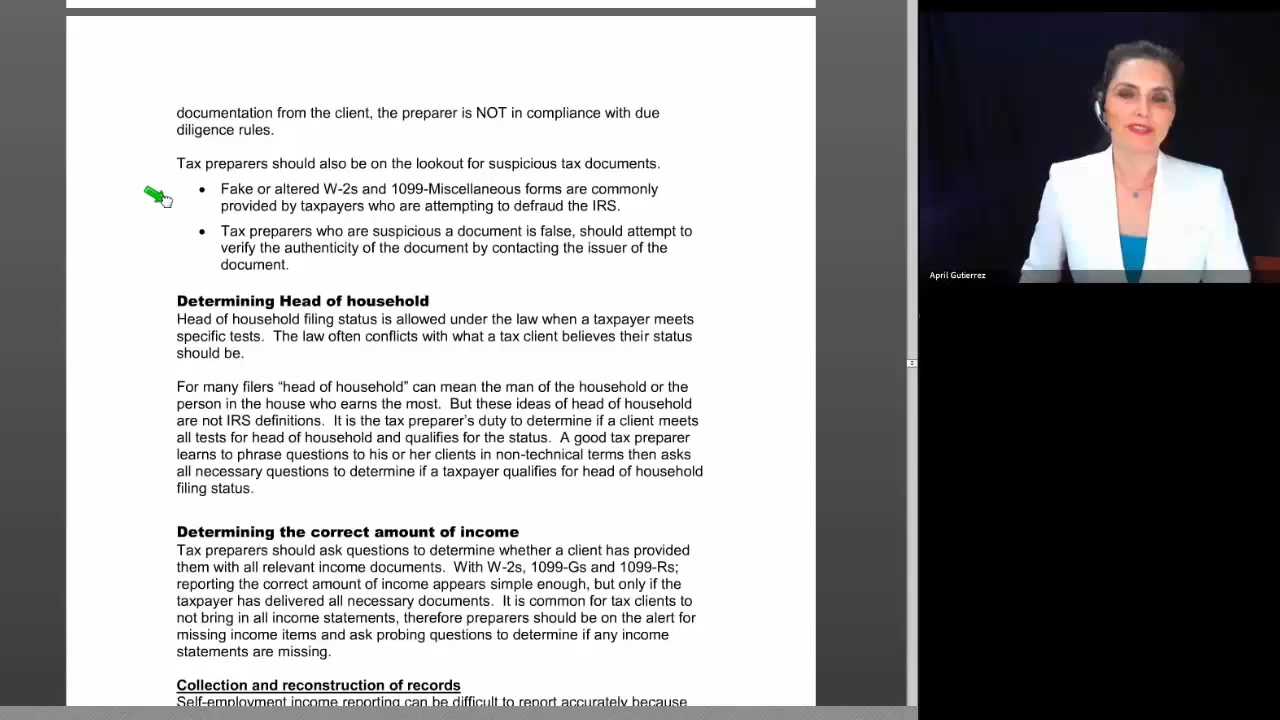 documentation from the client, the preparer is NOT in compliance with due
diligence rules.
Tax preparers should also be on the lookout for suspicious tax documents.
• Fake or altered W-2s and 1099-Miscellaneous forms are commonly
provided by taxpayers who are attempting to defraud the IRS.
• Tax preparers who are suspicious a document is false, should attempt to
verify the authenticity of the document by contacting the issuer of the
document.
Determining Head of household
Head of household filing status is allowed under the law when a taxpayer meets
specific tests.  The law often conflicts with what a tax client believes their status
should be.
For many filers “head of household” can mean the man of the household or the
person in the house who earns the most.  But these ideas of head of household
are not IRS definitions.  It is the tax preparer’s duty to determine if a client meets
all tests for head of household and qualifies for the status.  A good tax preparer
learns to phrase questions to his or her clients in non-technical terms then asks
all necessary questions to determine if a taxpayer qualifies for head of household
filing status.
Determining the correct amount of income
Tax preparers should ask questions to determine whether a client has provided
them with all relevant income documents.  With W-2s, 1099-Gs and 1099-Rs;
reporting the correct amount of income appears simple enough, but only if the
taxpayer has delivered all necessary documents.  It is common for tax clients to
not bring in all income statements, therefore preparers should be on the alert for
missing income items and ask probing questions to determine if any income
statements are missing.
Collection and reconstruction of records
Self-employment income reporting can be difficult to report accurately because
April Gutierrez